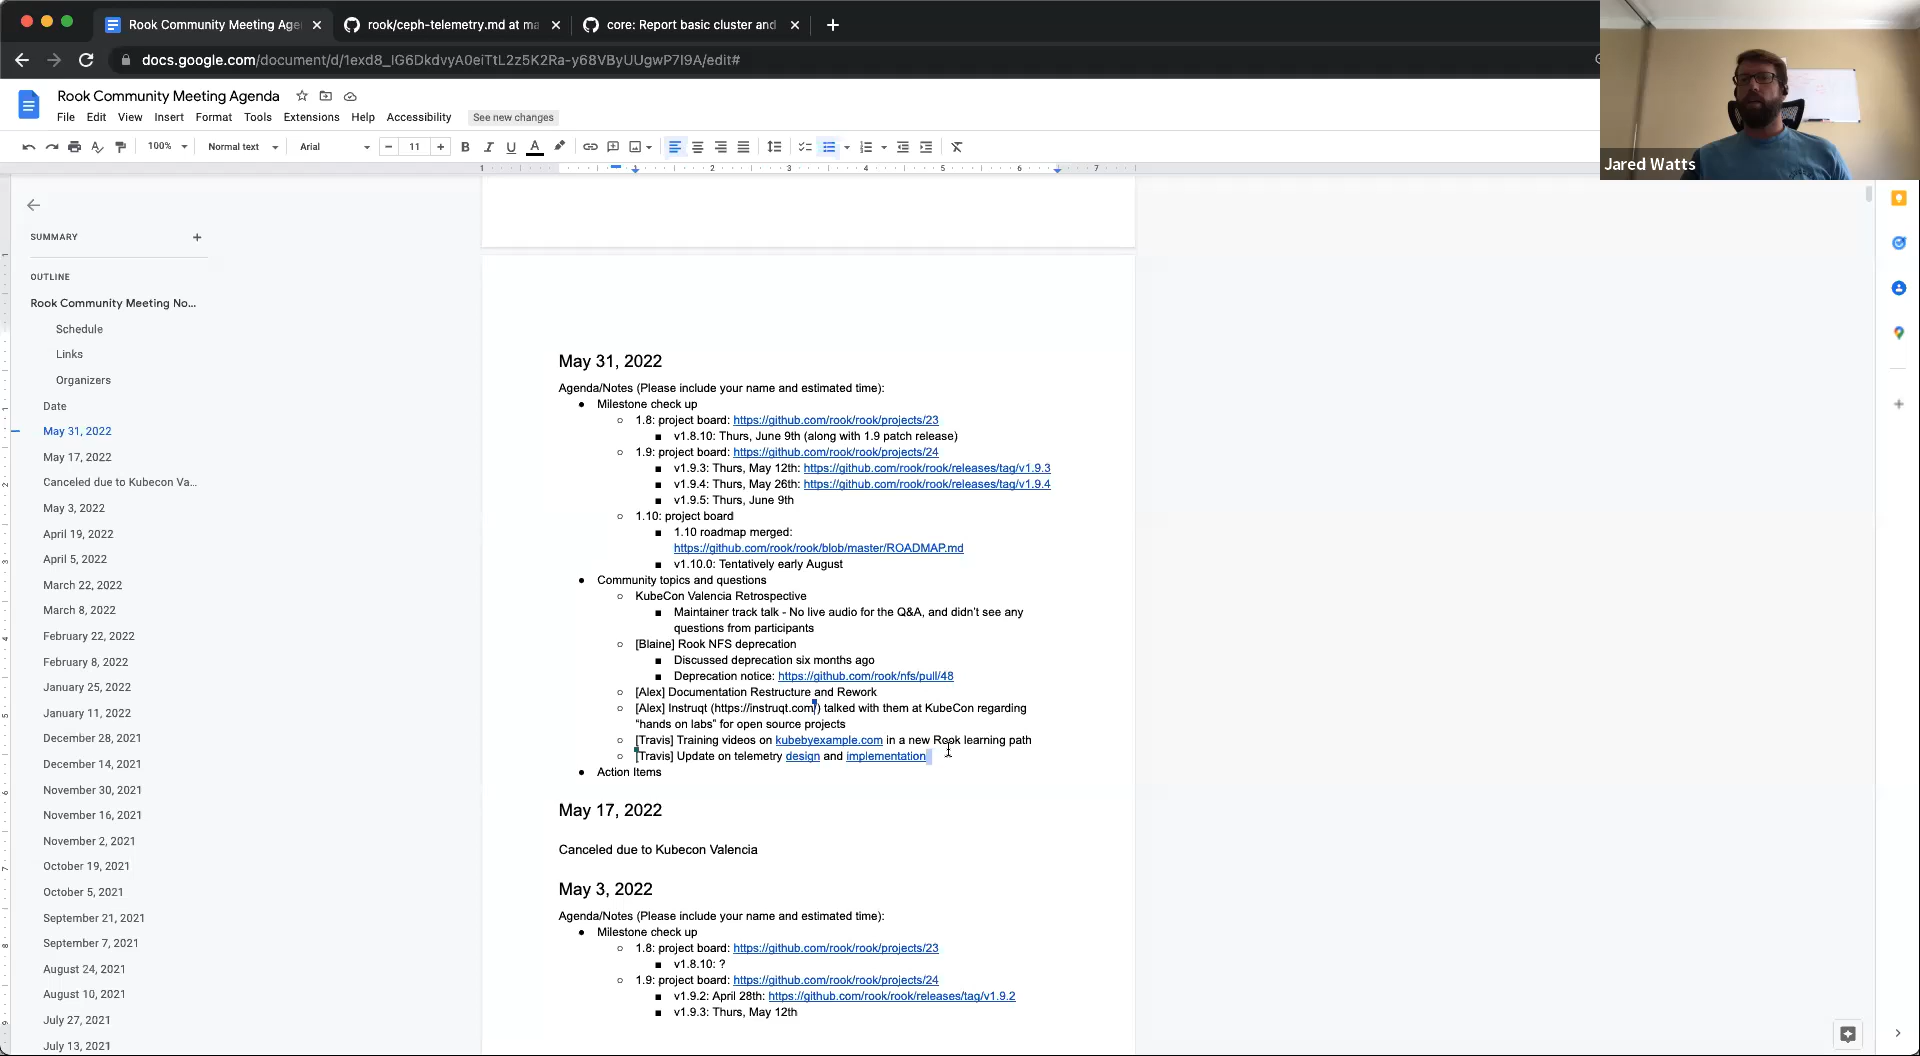 Rook Community Meeting Age
rook/ceph-telemetry.md at ma
core: Report basic cluster and
docs.google.com/document/d/1exd8_lG6DkdvyA0eiTtL2z5K2Ra-y68VByUUgwP7I9A/edit#
Rook Community Meeting Agenda
File Edit View Insert Format Tools Extensions Help Accessibility See new changes
100% Normal text Arial 11
1 1 2 3 4 5 6 7
Jared Watts
SUMMARY
OUTLINE
Rook Community Meeting No...
Schedule
Links
Organizers
Date
May 31, 2022
May 17, 2022
Canceled due to Kubecon Va...
May 3, 2022
April 19, 2022
April 5, 2022
March 22, 2022
March 8, 2022
February 22, 2022
February 8, 2022
January 25, 2022
January 11, 2022
December 28, 2021
December 14, 2021
November 30, 2021
November 16, 2021
November 2, 2021
October 19, 2021
October 5, 2021
September 21, 2021
September 7, 2021
August 24, 2021
August 10, 2021
July 27, 2021
July 13, 2021
May 31, 2022
Agenda/Notes (Please include your name and estimated time):
● Milestone check up
○ 1.8: project board: https://github.com/rook/rook/projects/23
■ v1.8.10: Thurs, June 9th (along with 1.9 patch release)
○ 1.9: project board: https://github.com/rook/rook/projects/24
■ v1.9.3: Thurs, May 12th: https://github.com/rook/rook/releases/tag/v1.9.3
■ v1.9.4: Thurs, May 26th: https://github.com/rook/rook/releases/tag/v1.9.4
■ v1.9.5: Thurs, June 9th
○ 1.10: project board
■ 1.10 roadmap merged:
https://github.com/rook/rook/blob/master/ROADMAP.md
■ v1.10.0: Tentatively early August
● Community topics and questions
○ KubeCon Valencia Retrospective
■ Maintainer track talk - No live audio for the Q&A, and didn't see any
questions from participants
○ [Blaine] Rook NFS deprecation
■ Discussed deprecation six months ago
■ Deprecation notice: https://github.com/rook/nfs/pull/48
○ [Alex] Documentation Restructure and Rework
○ [Alex] Instruqt (https://instruqt.com/) talked with them at KubeCon regarding
“hands on labs” for open source projects
○ [Travis] Training videos on kubebyexample.com in a new Rook learning path
○ [Travis] Update on telemetry design and implementation
● Action Items
May 17, 2022
Canceled due to Kubecon Valencia
May 3, 2022
Agenda/Notes (Please include your name and estimated time):
● Milestone check up
○ 1.8: project board: https://github.com/rook/rook/projects/23
■ v1.8.10: ?
○ 1.9: project board: https://github.com/rook/rook/projects/24
■ v1.9.2: April 28th: https://github.com/rook/rook/releases/tag/v1.9.2
■ v1.9.3: Thurs, May 12th